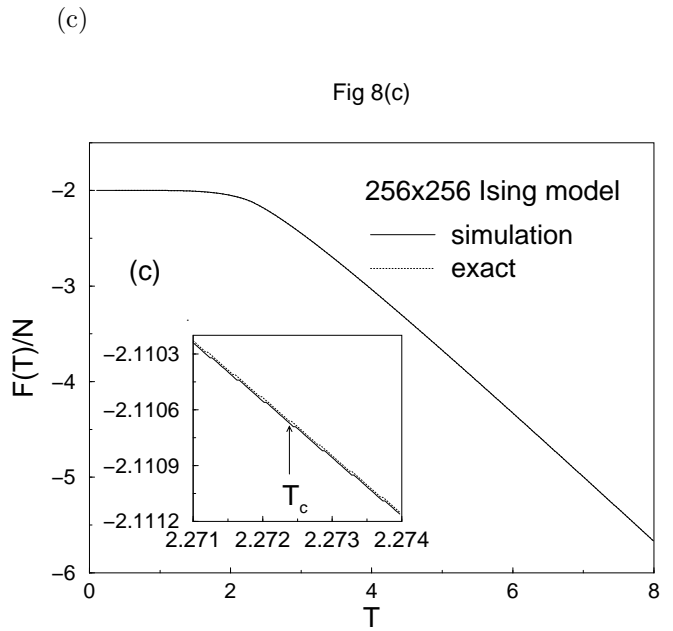 (c)
Fig 8(c)
256x256 Ising model
simulation
exact
(c)
F(T)/N
−2
−3
−4
−5
−6
0 2 4 6 8
T
−2.1103
−2.1106
−2.1109
−2.1112
2.271 2.272 2.273 2.274
T_c